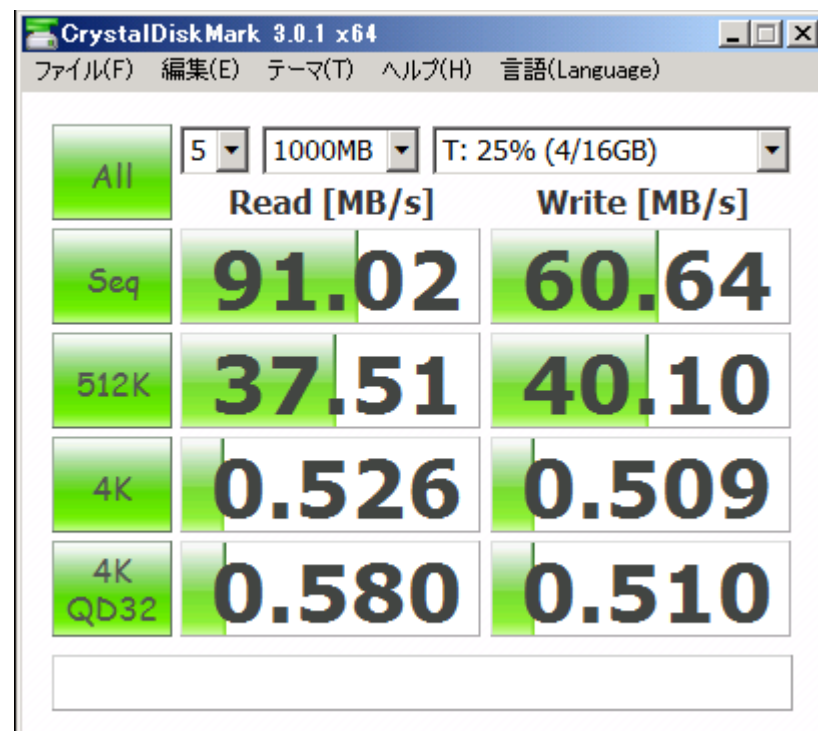 CrystalDiskMark 3.0.1 x64
ファイル(F) 編集(E) テーマ(T) ヘルプ(H) 言語(Language)
All 5 1000MB T: 25% (4/16GB)
Read [MB/s] Write [MB/s]
Seq 91.02 60.64
512K 37.51 40.10
4K 0.526 0.509
4K
QD32 0.580 0.510